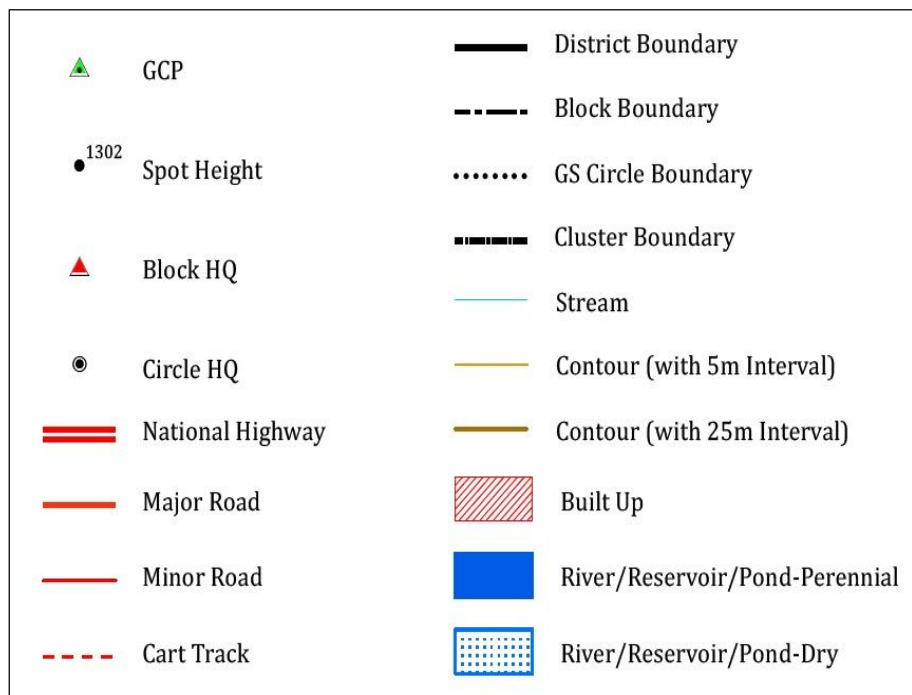 GCP
1302
Spot Height
Block HQ
Circle HQ
National Highway
Major Road
Minor Road
Cart Track
District Boundary
Block Boundary
GS Circle Boundary
Cluster Boundary
Stream
Contour (with 5m Interval)
Contour (with 25m Interval)
Built Up
River/Reservoir/Pond-Perennial
River/Reservoir/Pond-Dry